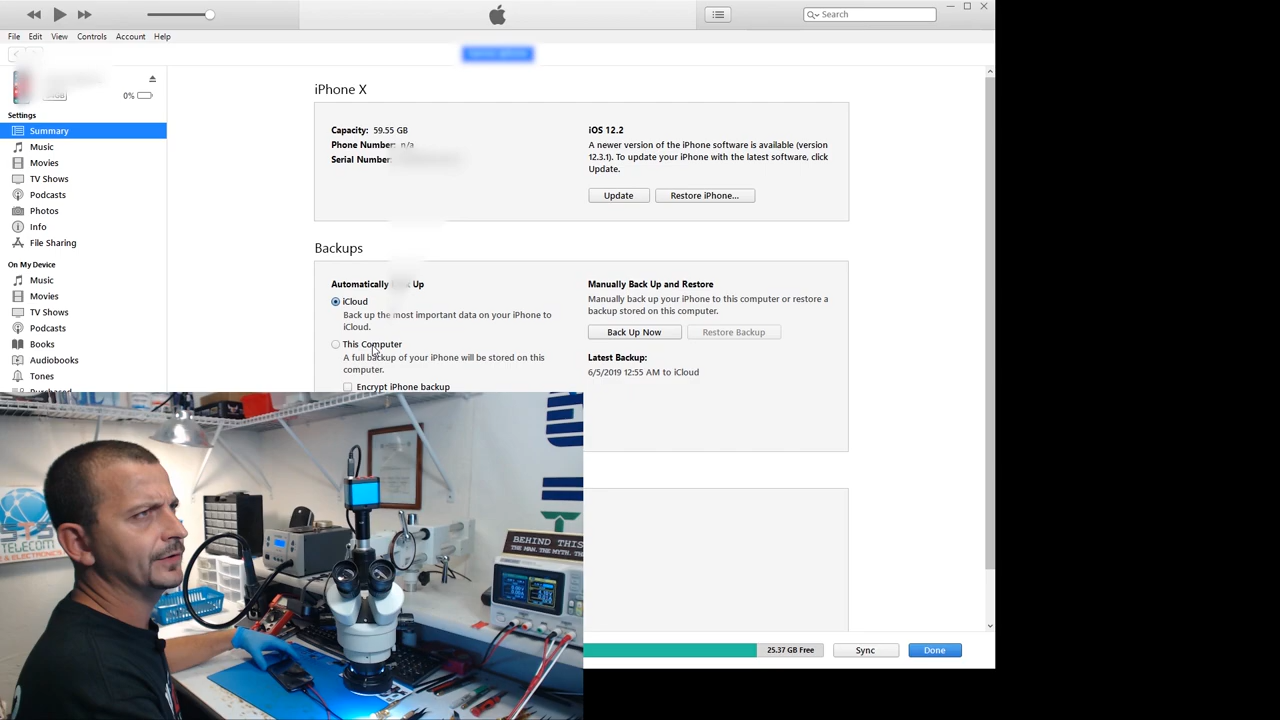 Search
File Edit View Controls Account Help
0%
Settings
Summary
Music
Movies
TV Shows
Podcasts
Photos
Info
File Sharing
On My Device
Music
Movies
TV Shows
Podcasts
Books
Audiobooks
Tones
iPhone X
Capacity: 59.55 GB
Phone Number: n/a
Serial Number:
iOS 12.2
A newer version of the iPhone software is available (version
12.3.1). To update your iPhone with the latest software, click
Update.
Update
Restore iPhone...
Backups
Automatically Up
iCloud
Back up the most important data on your iPhone to
iCloud.
This Computer
A full backup of your iPhone will be stored on this
computer.
Encrypt iPhone backup
Manually Back Up and Restore
Manually back up your iPhone to this computer or restore a
backup stored on this computer.
Back Up Now
Restore Backup
Latest Backup:
6/5/2019 12:55 AM to iCloud
25.37 GB Free
Sync
Done
STS
TELECOM
& ELECTRONICS
BEHIND THIS
THE MAN. THE MYTH.